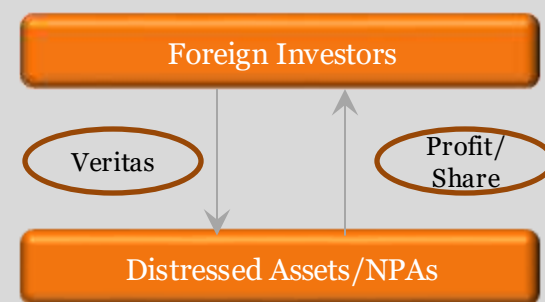 Foreign Investors
Veritas
Profit/
Share
Distressed Assets/NPAs